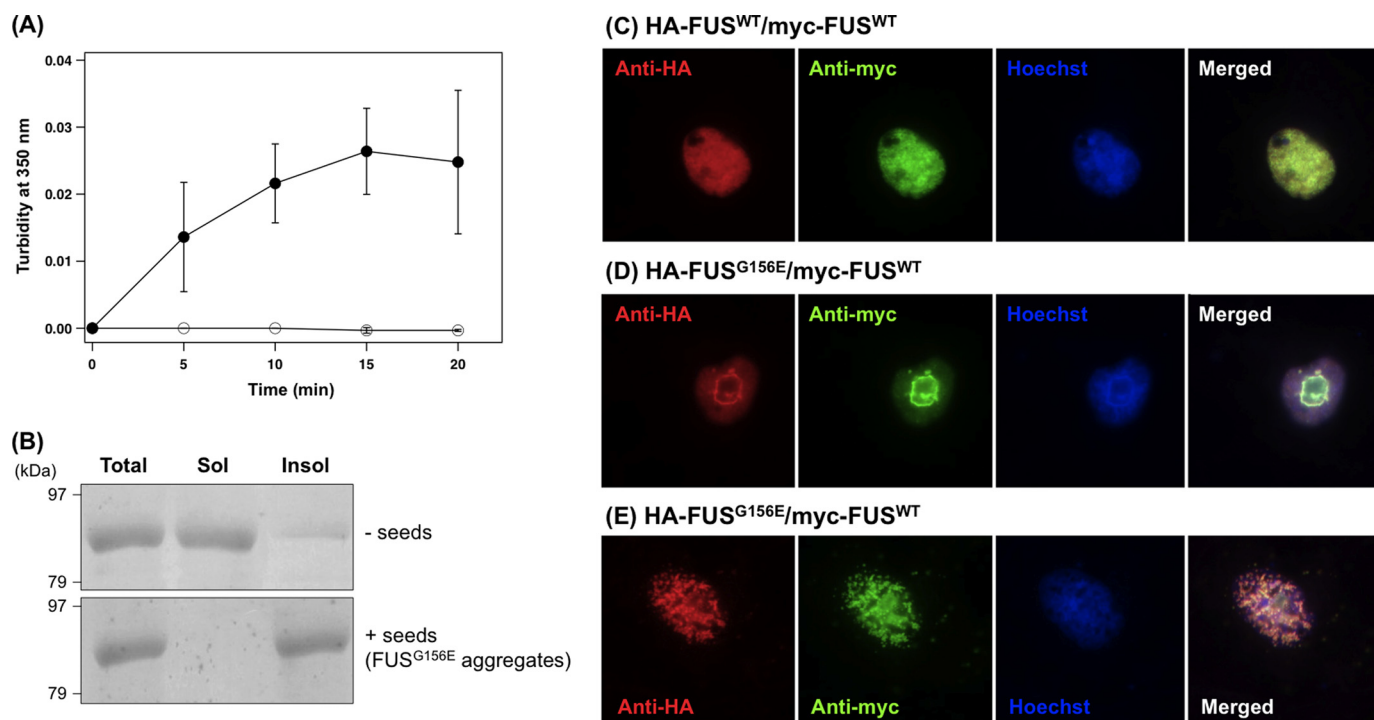 (A)
0.04
0.03
0.02
0.01
0.00
Turbidity at 350 nm
0 5 10 15 20
Time (min)
(B)
(kDa)
Total Sol Insol
97
79
- seeds
97
79
+ seeds
(FUSG156E aggregates)
(C) HA-FUSWT/myc-FUSWT
Anti-HA Anti-myc Hoechst Merged
(D) HA-FUSG156E/myc-FUSWT
Anti-HA Anti-myc Hoechst Merged
(E) HA-FUSG156E/myc-FUSWT
Anti-HA Anti-myc Hoechst Merged